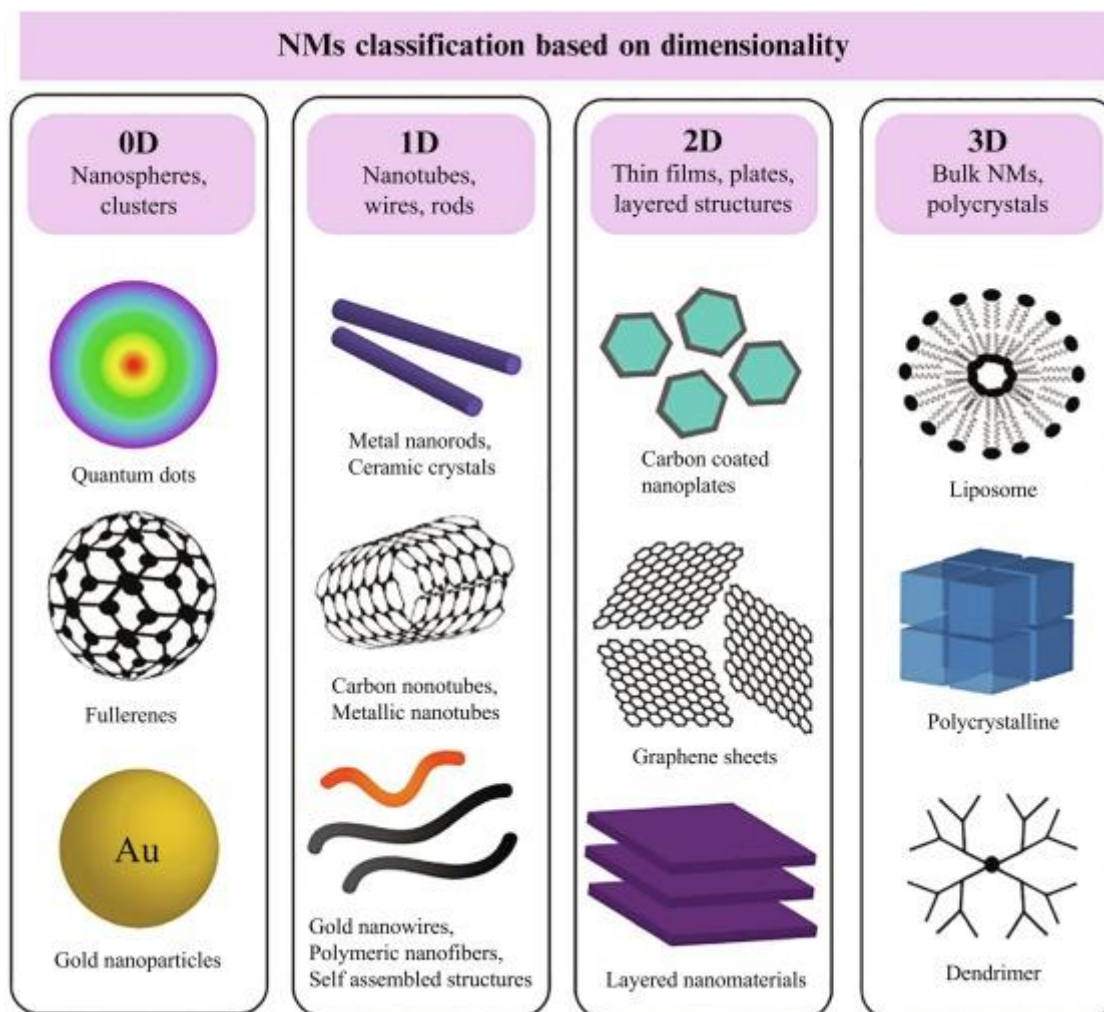 NMs classification based on dimensionality
0D
Nanospheres,
clusters
Quantum dots
Fullerenes
Au
Gold nanoparticles
1D
Nanotubes,
wires, rods
Metal nanorods,
Ceramic crystals
Carbon nonotubes,
Metallic nanotubes
Gold nanowires,
Polymeric nanofibers,
Self assembled structures
2D
Thin films, plates,
layered structures
Carbon coated
nanoplates
Graphene sheets
Layered nanomaterials
3D
Bulk NMs,
polycrystals
Liposome
Polycrystalline
Dendrimer